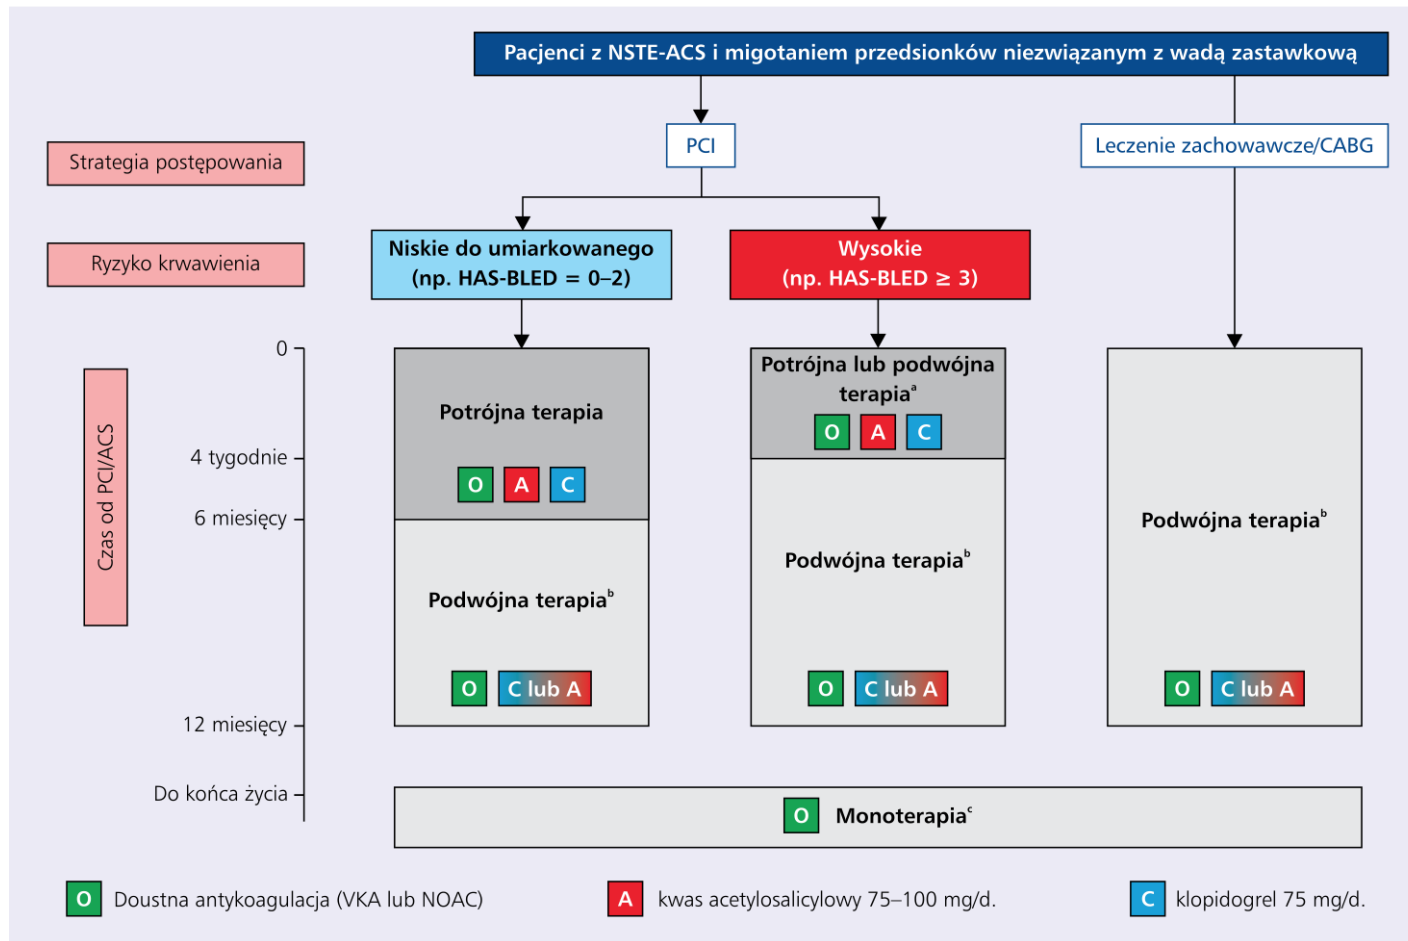 Pacjenci z NSTE-ACS i migotaniem przedsionków niezwiązanym z wadą zastawkową
PCI
Leczenie zachowawcze/CABG
Strategia postępowania
Ryzyko krwawienia
Niskie do umiarkowanego
(np. HAS-BLED = 0–2)
Wysokie
(np. HAS-BLED ≥ 3)
Czas od PCI/ACS
0
4 tygodnie
6 miesięcy
12 miesięcy
Do końca życia
Potrójna terapia
O A C
Podwójna terapiaᵇ
O C lub A
Potrójna lub podwójna
terapiaᵃ
O A C
Podwójna terapiaᵇ
O C lub A
Podwójna terapiaᵇ
O C lub A
O Monoterapiaᶜ
O Doustna antykoagulacja (VKA lub NOAC)
A kwas acetylosalicylowy 75–100 mg/d.
C klopidogrel 75 mg/d.